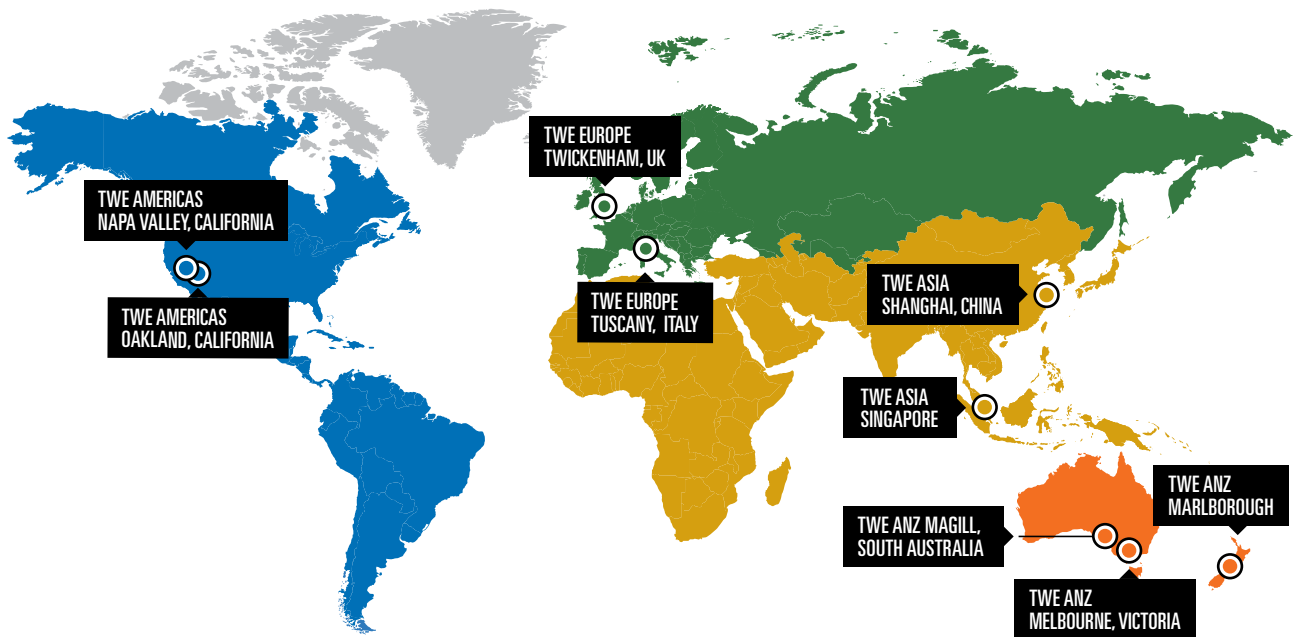 TWE EUROPE
TWICKENHAM, UK
TWE AMERICAS
NAPA VALLEY, CALIFORNIA
TWE AMERICAS
OAKLAND, CALIFORNIA
TWE EUROPE
TUSCANY, ITALY
TWE ASIA
SHANGHAI, CHINA
TWE ASIA
SINGAPORE
TWE ANZ
MARLBOROUGH
TWE ANZ MAGILL,
SOUTH AUSTRALIA
TWE ANZ
MELBOURNE, VICTORIA